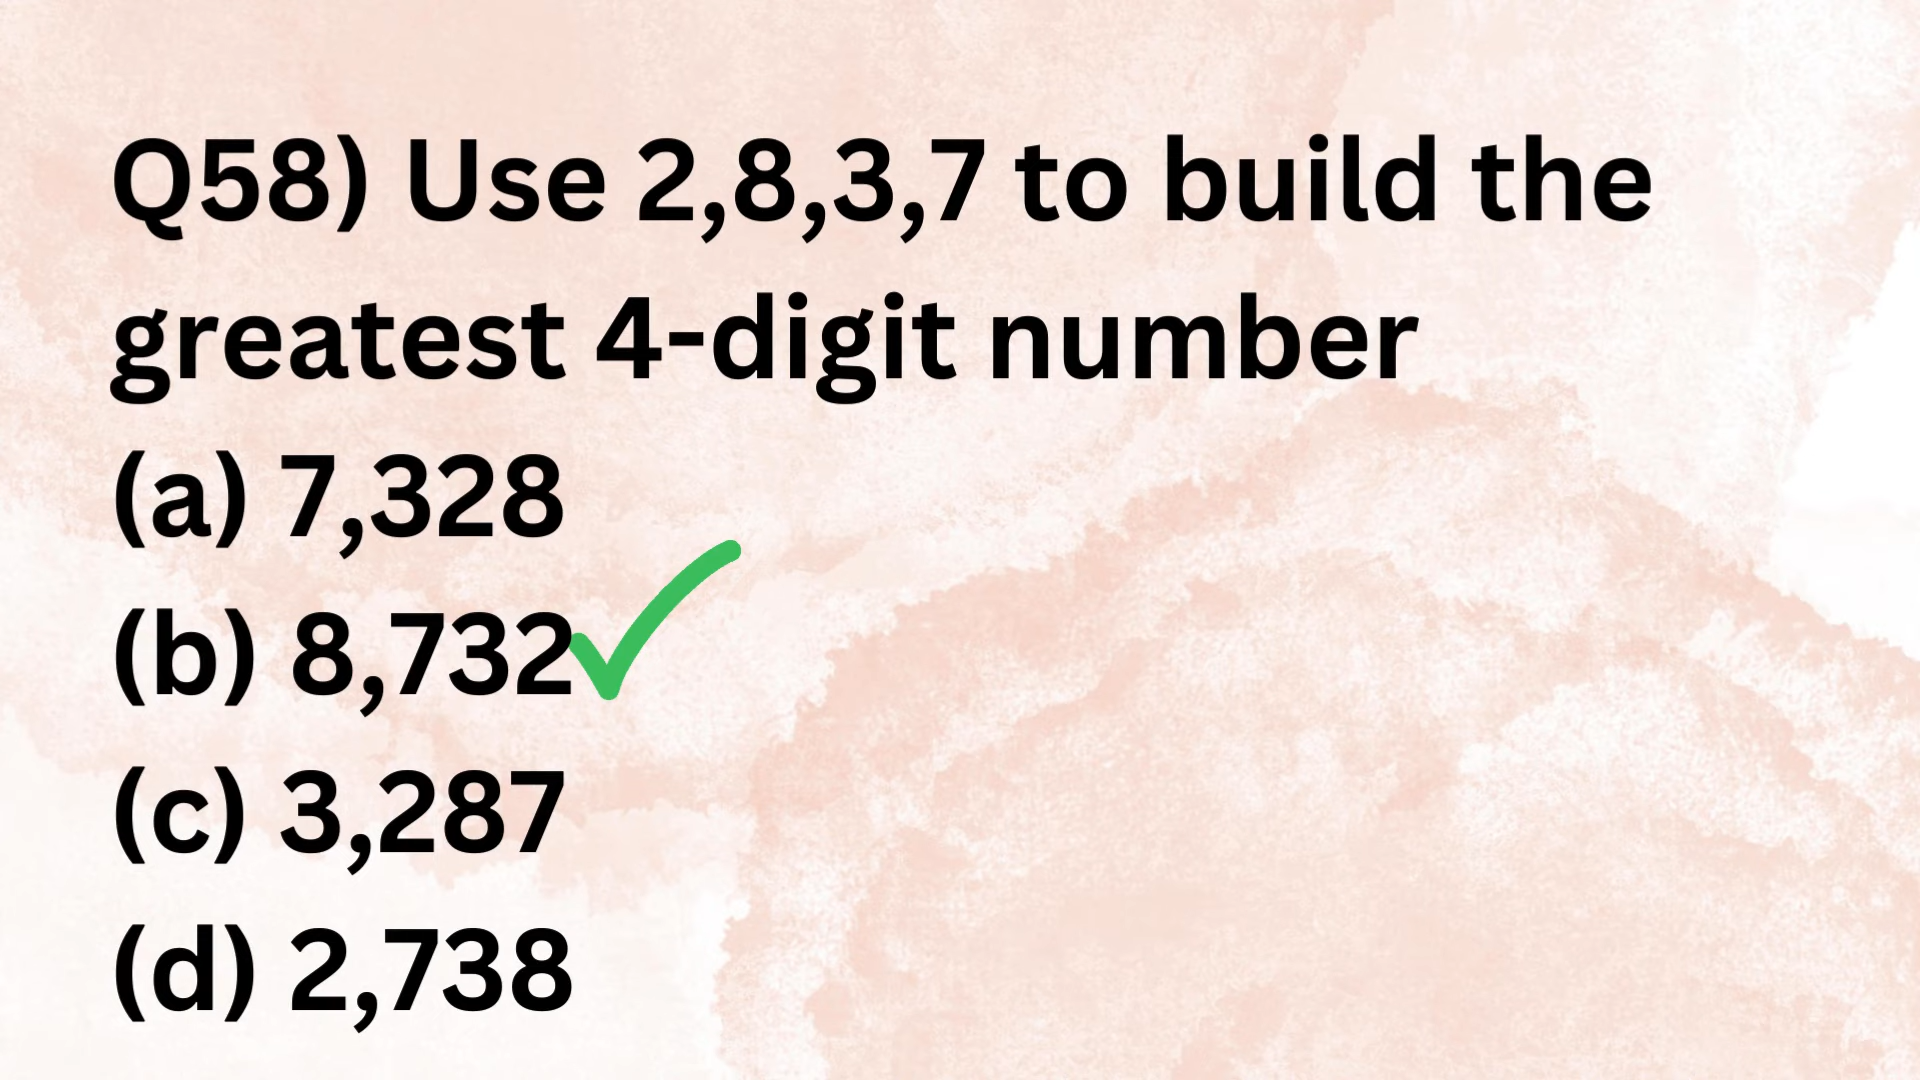 Q58) Use 2,8,3,7 to build the
greatest 4-digit number
(a) 7,328
(b) 8,732
(c) 3,287
(d) 2,738